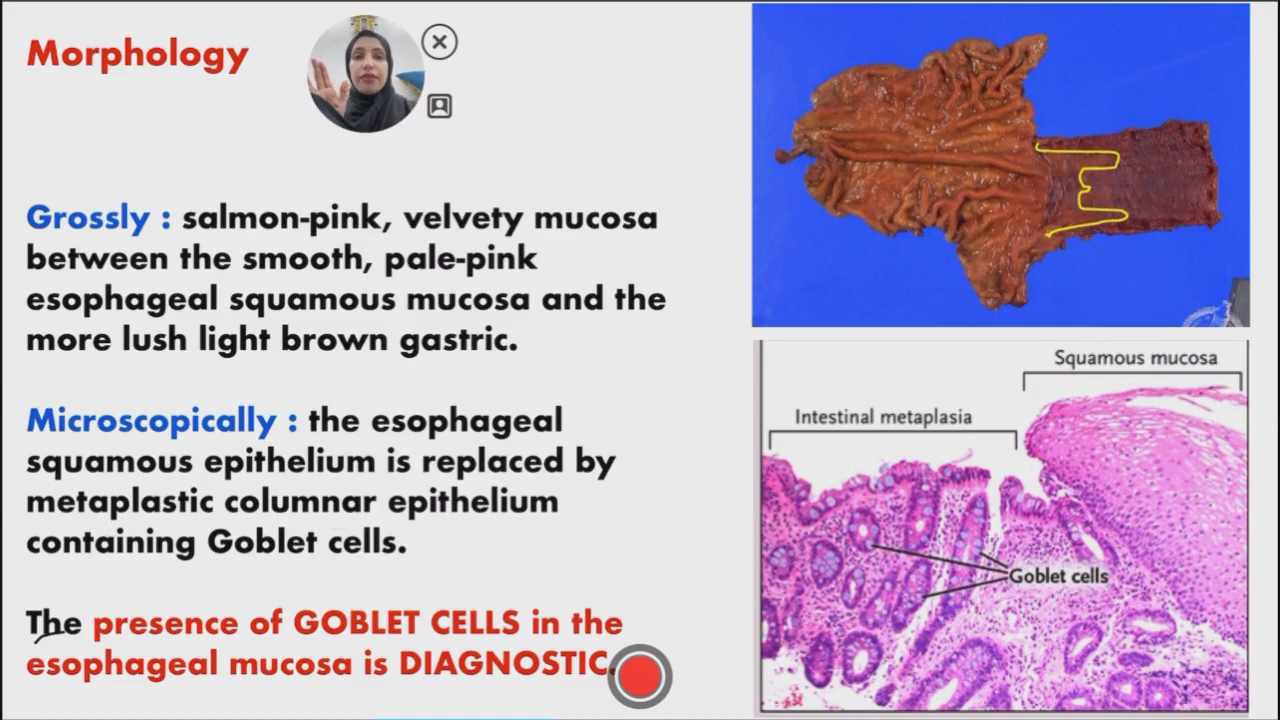 Morphology
Grossly : salmon-pink, velvety mucosa
between the smooth, pale-pink
esophageal squamous mucosa and the
more lush light brown gastric.
Microscopically : the esophageal
squamous epithelium is replaced by
metaplastic columnar epithelium
containing Goblet cells.
The presence of GOBLET CELLS in the
esophageal mucosa is DIAGNOSTIC.
Squamous mucosa
Intestinal metaplasia
Goblet cells